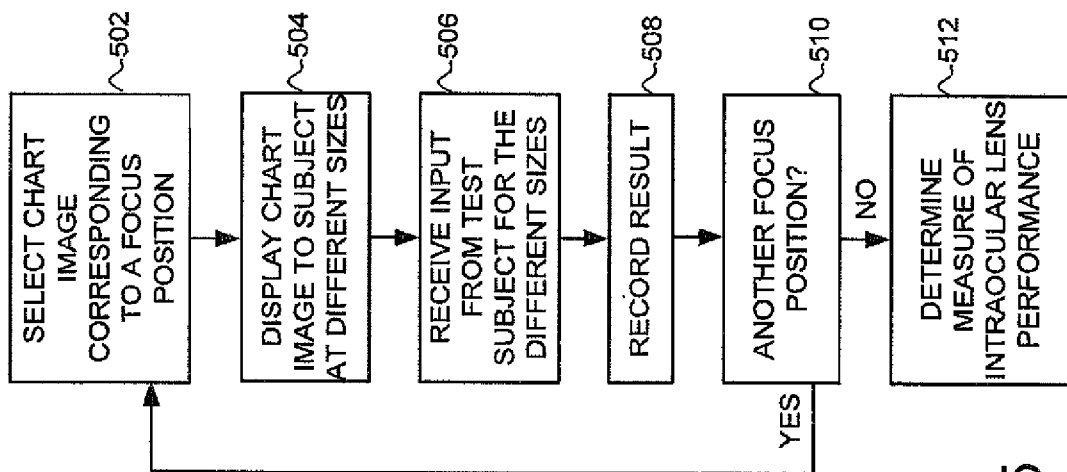 SELECT CHART
IMAGE
CORRESPONDING
TO A FOCUS
POSITION
502
DISPLAY CHART
IMAGE TO SUBJECT
AT DIFFERENT SIZES
504
RECEIVE INPUT
FROM TEST
SUBJECT FOR THE
DIFFERENT SIZES
506
RECORD RESULT
508
ANOTHER FOCUS
POSITION?
510
YES
NO
DETERMINE
MEASURE OF
INTRAOCULAR LENS
PERFORMANCE
512